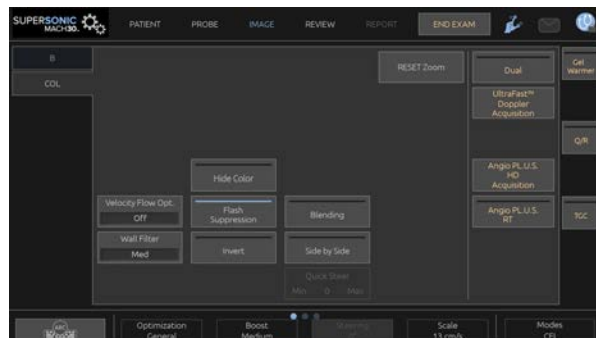 SUPERSONIC
MACH30.
PATIENT
PROBE
IMAGE
REVIEW
REPORT
END EXAM
B
COL
RESET Zoom
Dual
Gel
Warmer
UltraFast™
Doppler
Acquisition
Q/R
Hide Color
Angio PL.U.S.
HD
Acquisition
Velocity Flow Opt.
Off
Flash
Suppression
Blending
Angio PL.U.S.
RT
TGC
Wall Filter
Med
Invert
Side by Side
Quick Steer
Min 0 Max
ABC
Optimization
General
Boost
Medium
Steering
Scale
13 cm/s
Modes
CFI